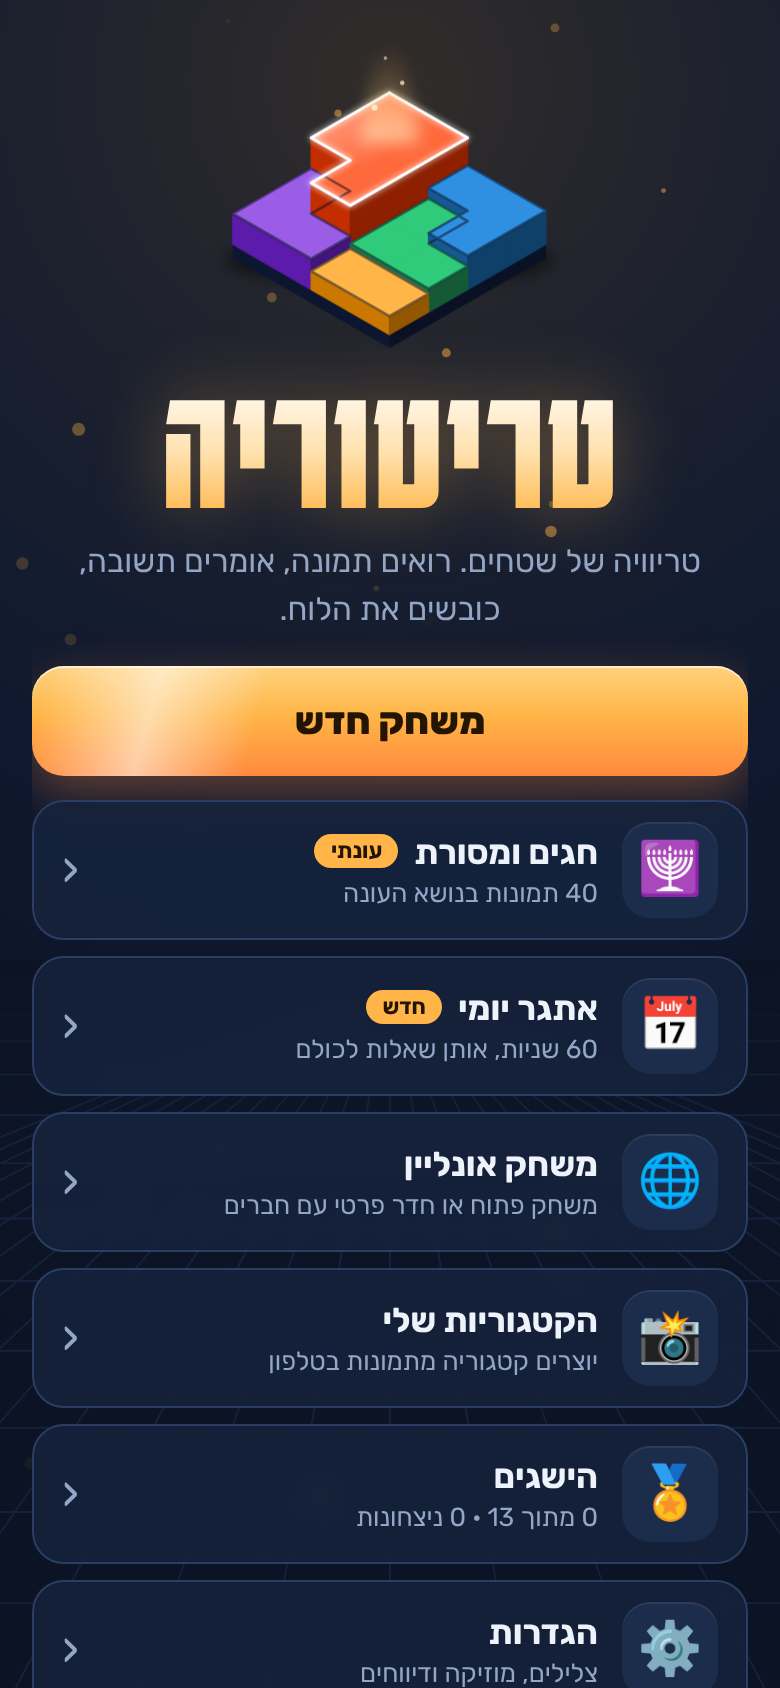 טריטוריה
טריוויה של שטחים. רואים תמונה, אומרים תשובה,
כובשים את הלוח.
משחק חדש
חגים ומסורת עונתי
40 תמונות בנושא העונה
אתגר יומי חדש
60 שניות, אותן שאלות לכולם
July
17
משחק אונליין
משחק פתוח או חדר פרטי עם חברים
הקטגוריות שלי
יוצרים קטגוריה מתמונות בטלפון
הישגים
0 מתוך 13 • 0 ניצחונות
הגדרות
צלילים, מוזיקה ודיווחים